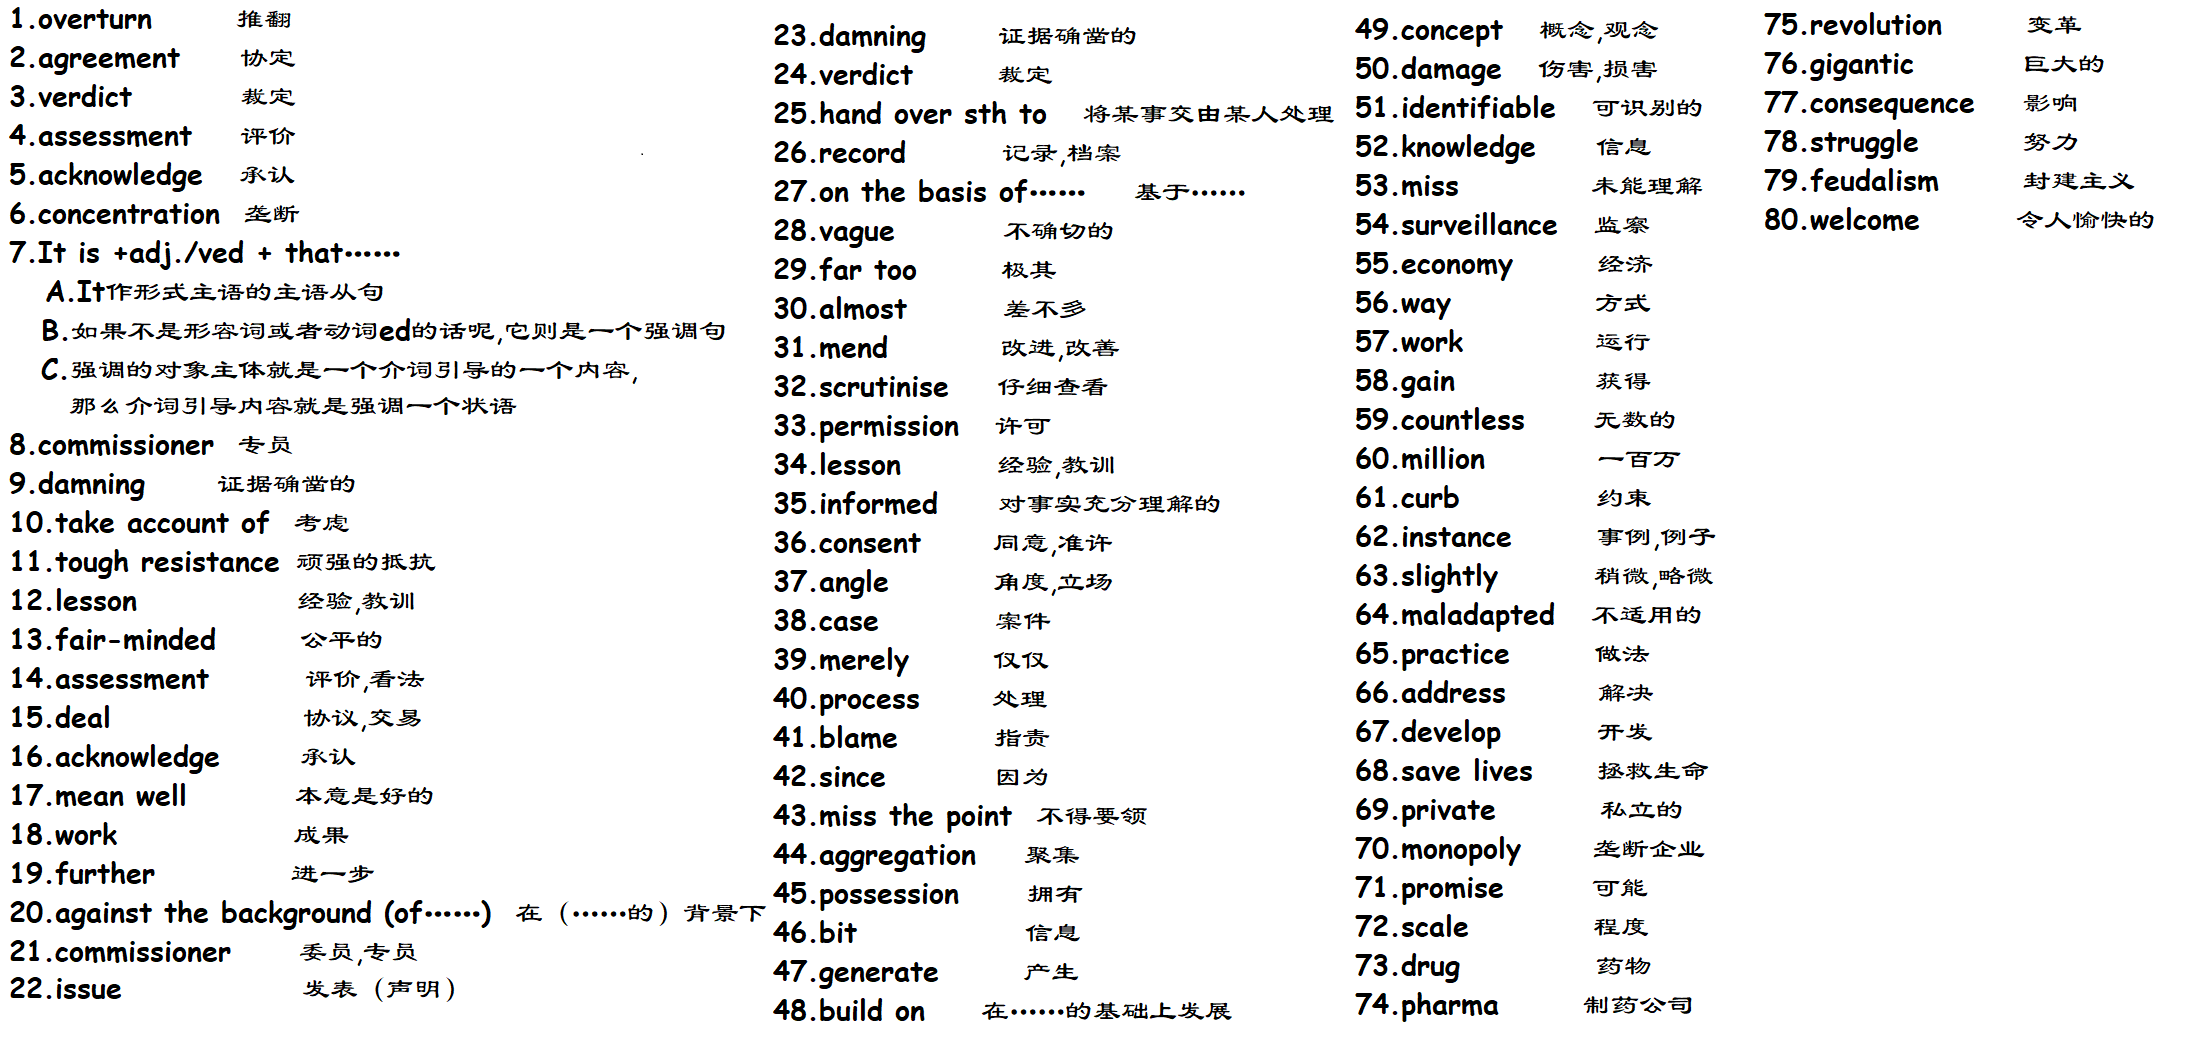 1.overturn 推翻
2.agreement 协定
3.verdict 裁定
4.assessment 评价
5.acknowledge 承认
6.concentration 垄断
7.It is +adj./ved + that······
A.It作形式主语的主语从句
B.如果不是形容词或者动词ed的话呢,它则是一个强调句
C.强调的对象主体就是一个介词引导的一个内容,
那么介词引导内容就是强调一个状语
8.commissioner 专员
9.damning 证据确凿的
10.take account of 考虑
11.tough resistance 顽强的抵抗
12.lesson 经验,教训
13.fair-minded 公平的
14.assessment 评价,看法
15.deal 协议,交易
16.acknowledge 承认
17.mean well 本意是好的
18.work 成果
19.further 进一步
20.against the background (of······) 在（······的）背景下
21.commissioner 委员,专员
22.issue 发表（声明）
23.damning 证据确凿的
24.verdict 裁定
25.hand over sth to 将某事交由某人处理
26.record 记录,档案
27.on the basis of······ 基于······
28.vague 不确切的
29.far too 极其
30.almost 差不多
31.mend 改进,改善
32.scrutinise 仔细查看
33.permission 许可
34.lesson 经验,教训
35.informed 对事实充分理解的
36.consent 同意,准许
37.angle 角度,立场
38.case 案件
39.merely 仅仅
40.process 处理
41.blame 指责
42.since 因为
43.miss the point 不得要领
44.aggregation 聚集
45.possession 拥有
46.bit 信息
47.generate 产生
48.build on 在······的基础上发展
49.concept 概念,观念
50.damage 伤害,损害
51.identifiable 可识别的
52.knowledge 信息
53.miss 未能理解
54.surveillance 监察
55.economy 经济
56.way 方式
57.work 运行
58.gain 获得
59.countless 无数的
60.million 一百万
61.curb 约束
62.instance 事例,例子
63.slightly 稍微,略微
64.maladapted 不适用的
65.practice 做法
66.address 解决
67.develop 开发
68.save lives 拯救生命
69.private 私立的
70.monopoly 垄断企业
71.promise 可能
72.scale 程度
73.drug 药物
74.pharma 制药公司
75.revolution 变革
76.gigantic 巨大的
77.consequence 影响
78.struggle 努力
79.feudalism 封建主义
80.welcome 令人愉快的